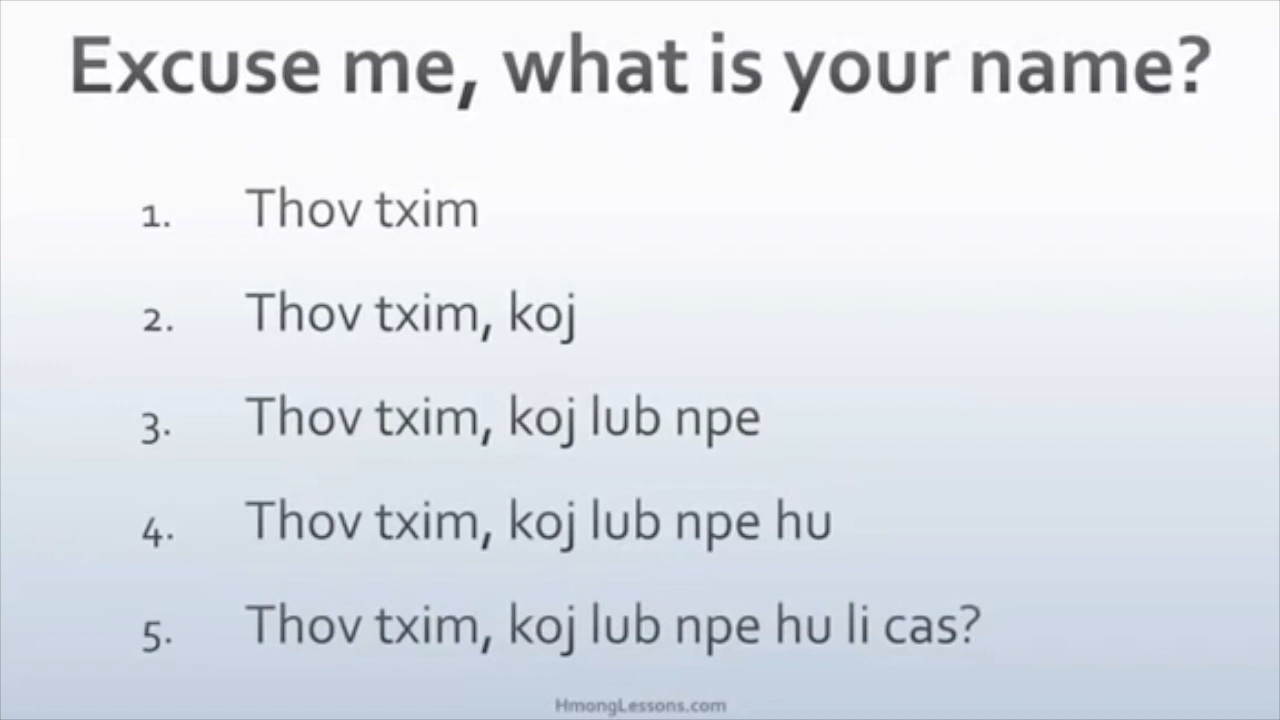 Excuse me, what is your name?
1. Thov txim
2. Thov txim, koj
3. Thov txim, koj lub npe
4. Thov txim, koj lub npe hu
5. Thov txim, koj lub npe hu li cas?
HmongLessons.com